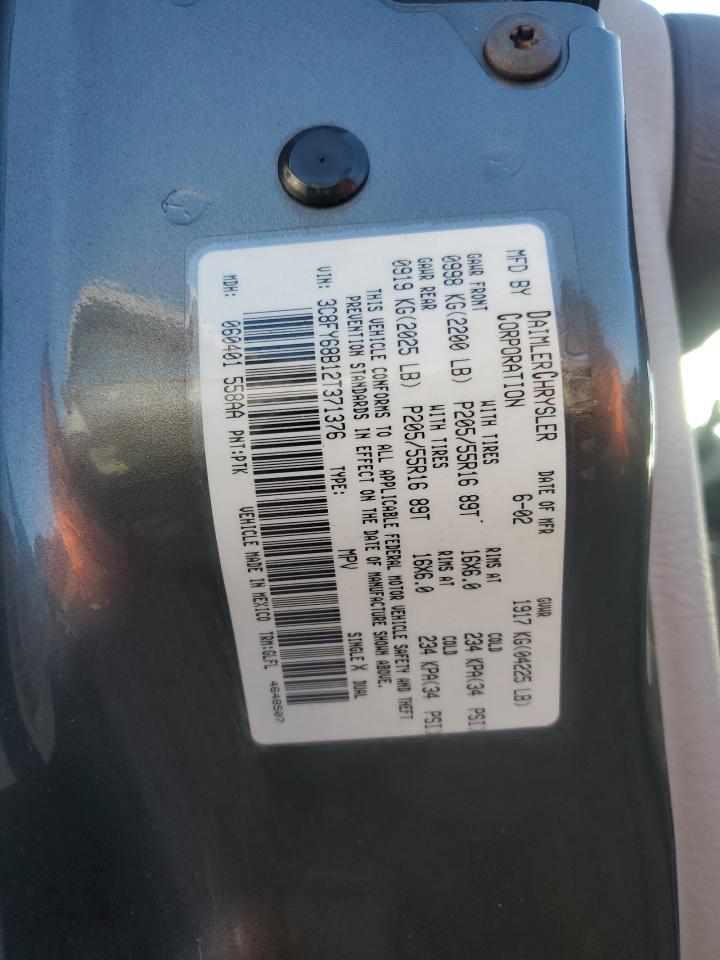 MFD BY DAIMLERCHRYSLER CORPORATION DATE OF MFR 6-02 GVWR 1917 KG(04225 LB)
GAWR FRONT WITH TIRES RIMS AT COLD
0998 KG(2200 LB) P205/55R16 89T 16X6.0 234 KPA(34 PSI)
GAWR REAR WITH TIRES RIMS AT COLD
0919 KG(2025 LB) P205/55R16 89T 16X6.0 234 KPA(34 PSI)
THIS VEHICLE CONFORMS TO ALL APPLICABLE FEDERAL MOTOR VEHICLE SAFETY AND THEFT
PREVENTION STANDARDS IN EFFECT ON THE DATE OF MANUFACTURE SHOWN ABOVE.
VIN: 3C8FY68B12T371376 TYPE: MPV SINGLE X DUAL
MDH: 060401 558AA PNT:PTK VEHICLE MADE IN MEXICO TRM:GLFL 4648507